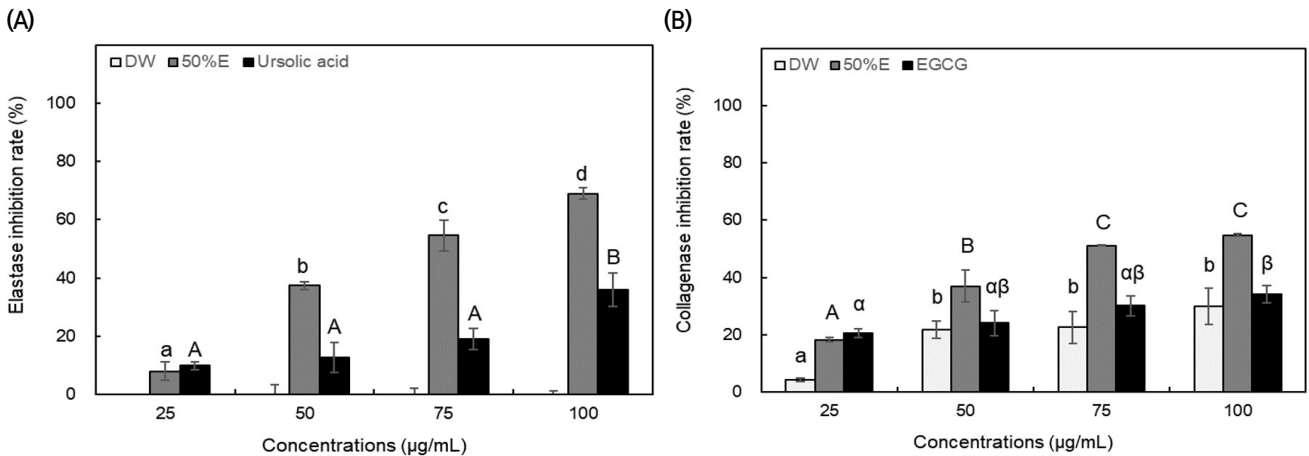 (A)
DW 50%E Ursolic acid
Elastase inhibition rate (%)
100
80
60
40
20
0
a A
b A
c A
d B
25 50 75 100
Concentrations (μg/mL)
(B)
DW 50%E EGCG
Collagenase inhibition rate (%)
100
80
60
40
20
0
a A α
b B αβ
b C αβ
b C β
25 50 75 100
Concentrations (μg/mL)